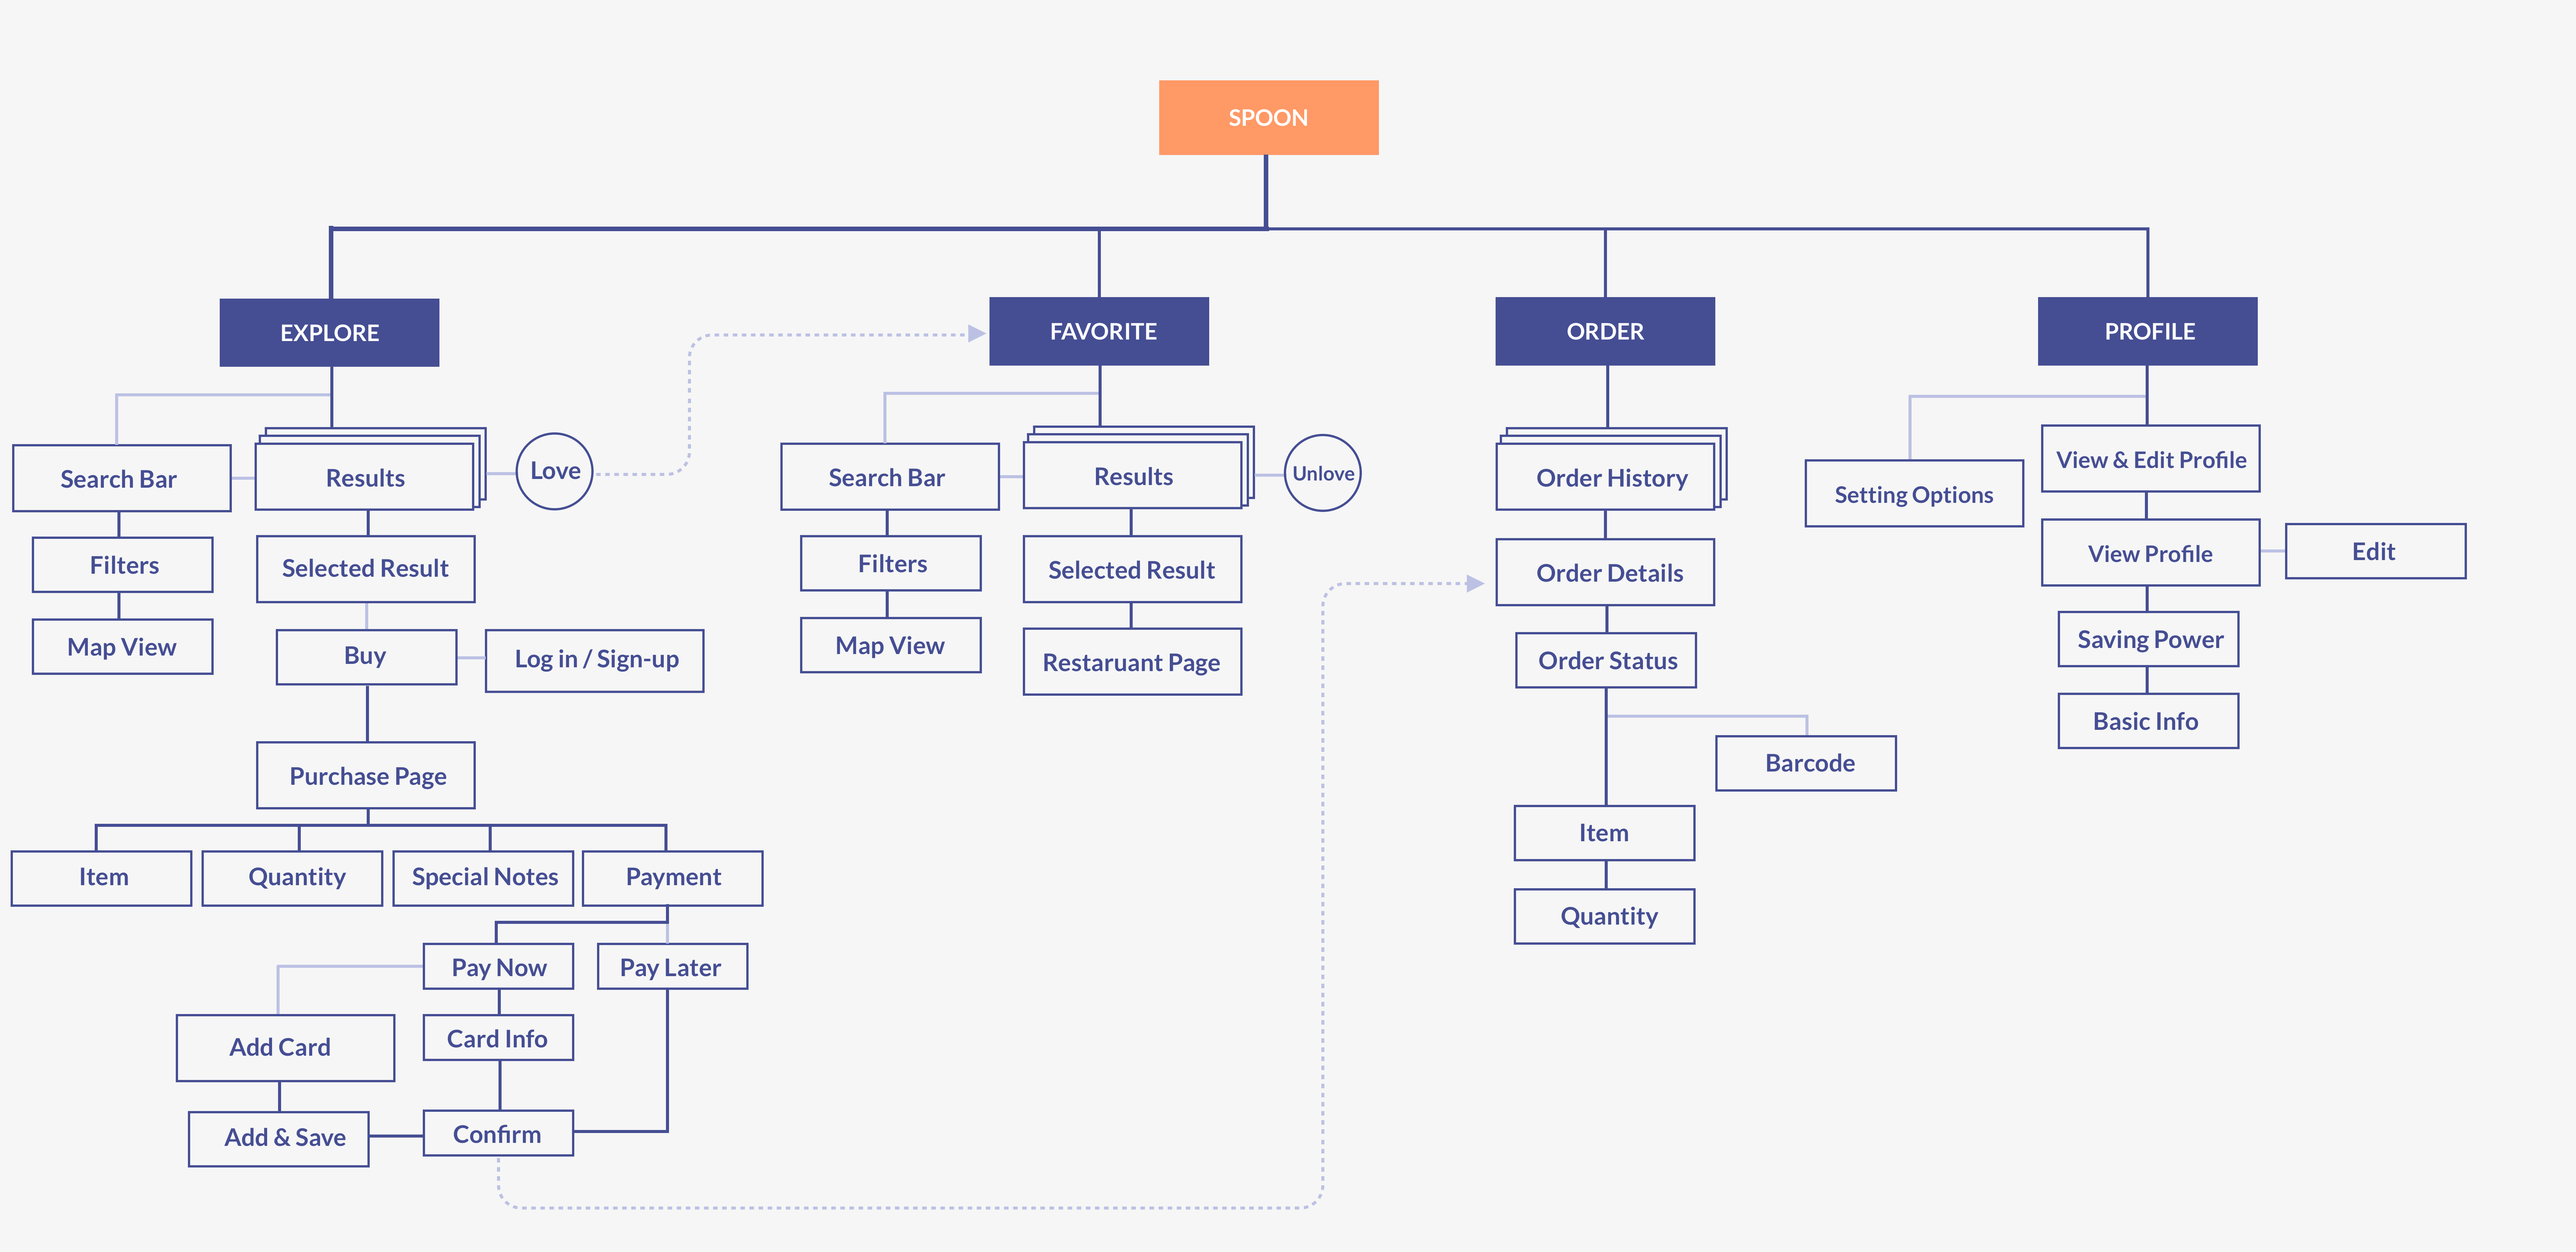 SPOON
EXPLORE
FAVORITE
ORDER
PROFILE
Search Bar
Results
Love
Filters
Selected Result
Map View
Buy
Log in / Sign-up
Purchase Page
Item
Quantity
Special Notes
Payment
Pay Now
Pay Later
Add Card
Card Info
Add & Save
Confirm
Search Bar
Results
Unlove
Filters
Selected Result
Map View
Restaruant Page
Order History
Order Details
Order Status
Barcode
Item
Quantity
Setting Options
View & Edit Profile
View Profile
Edit
Saving Power
Basic Info